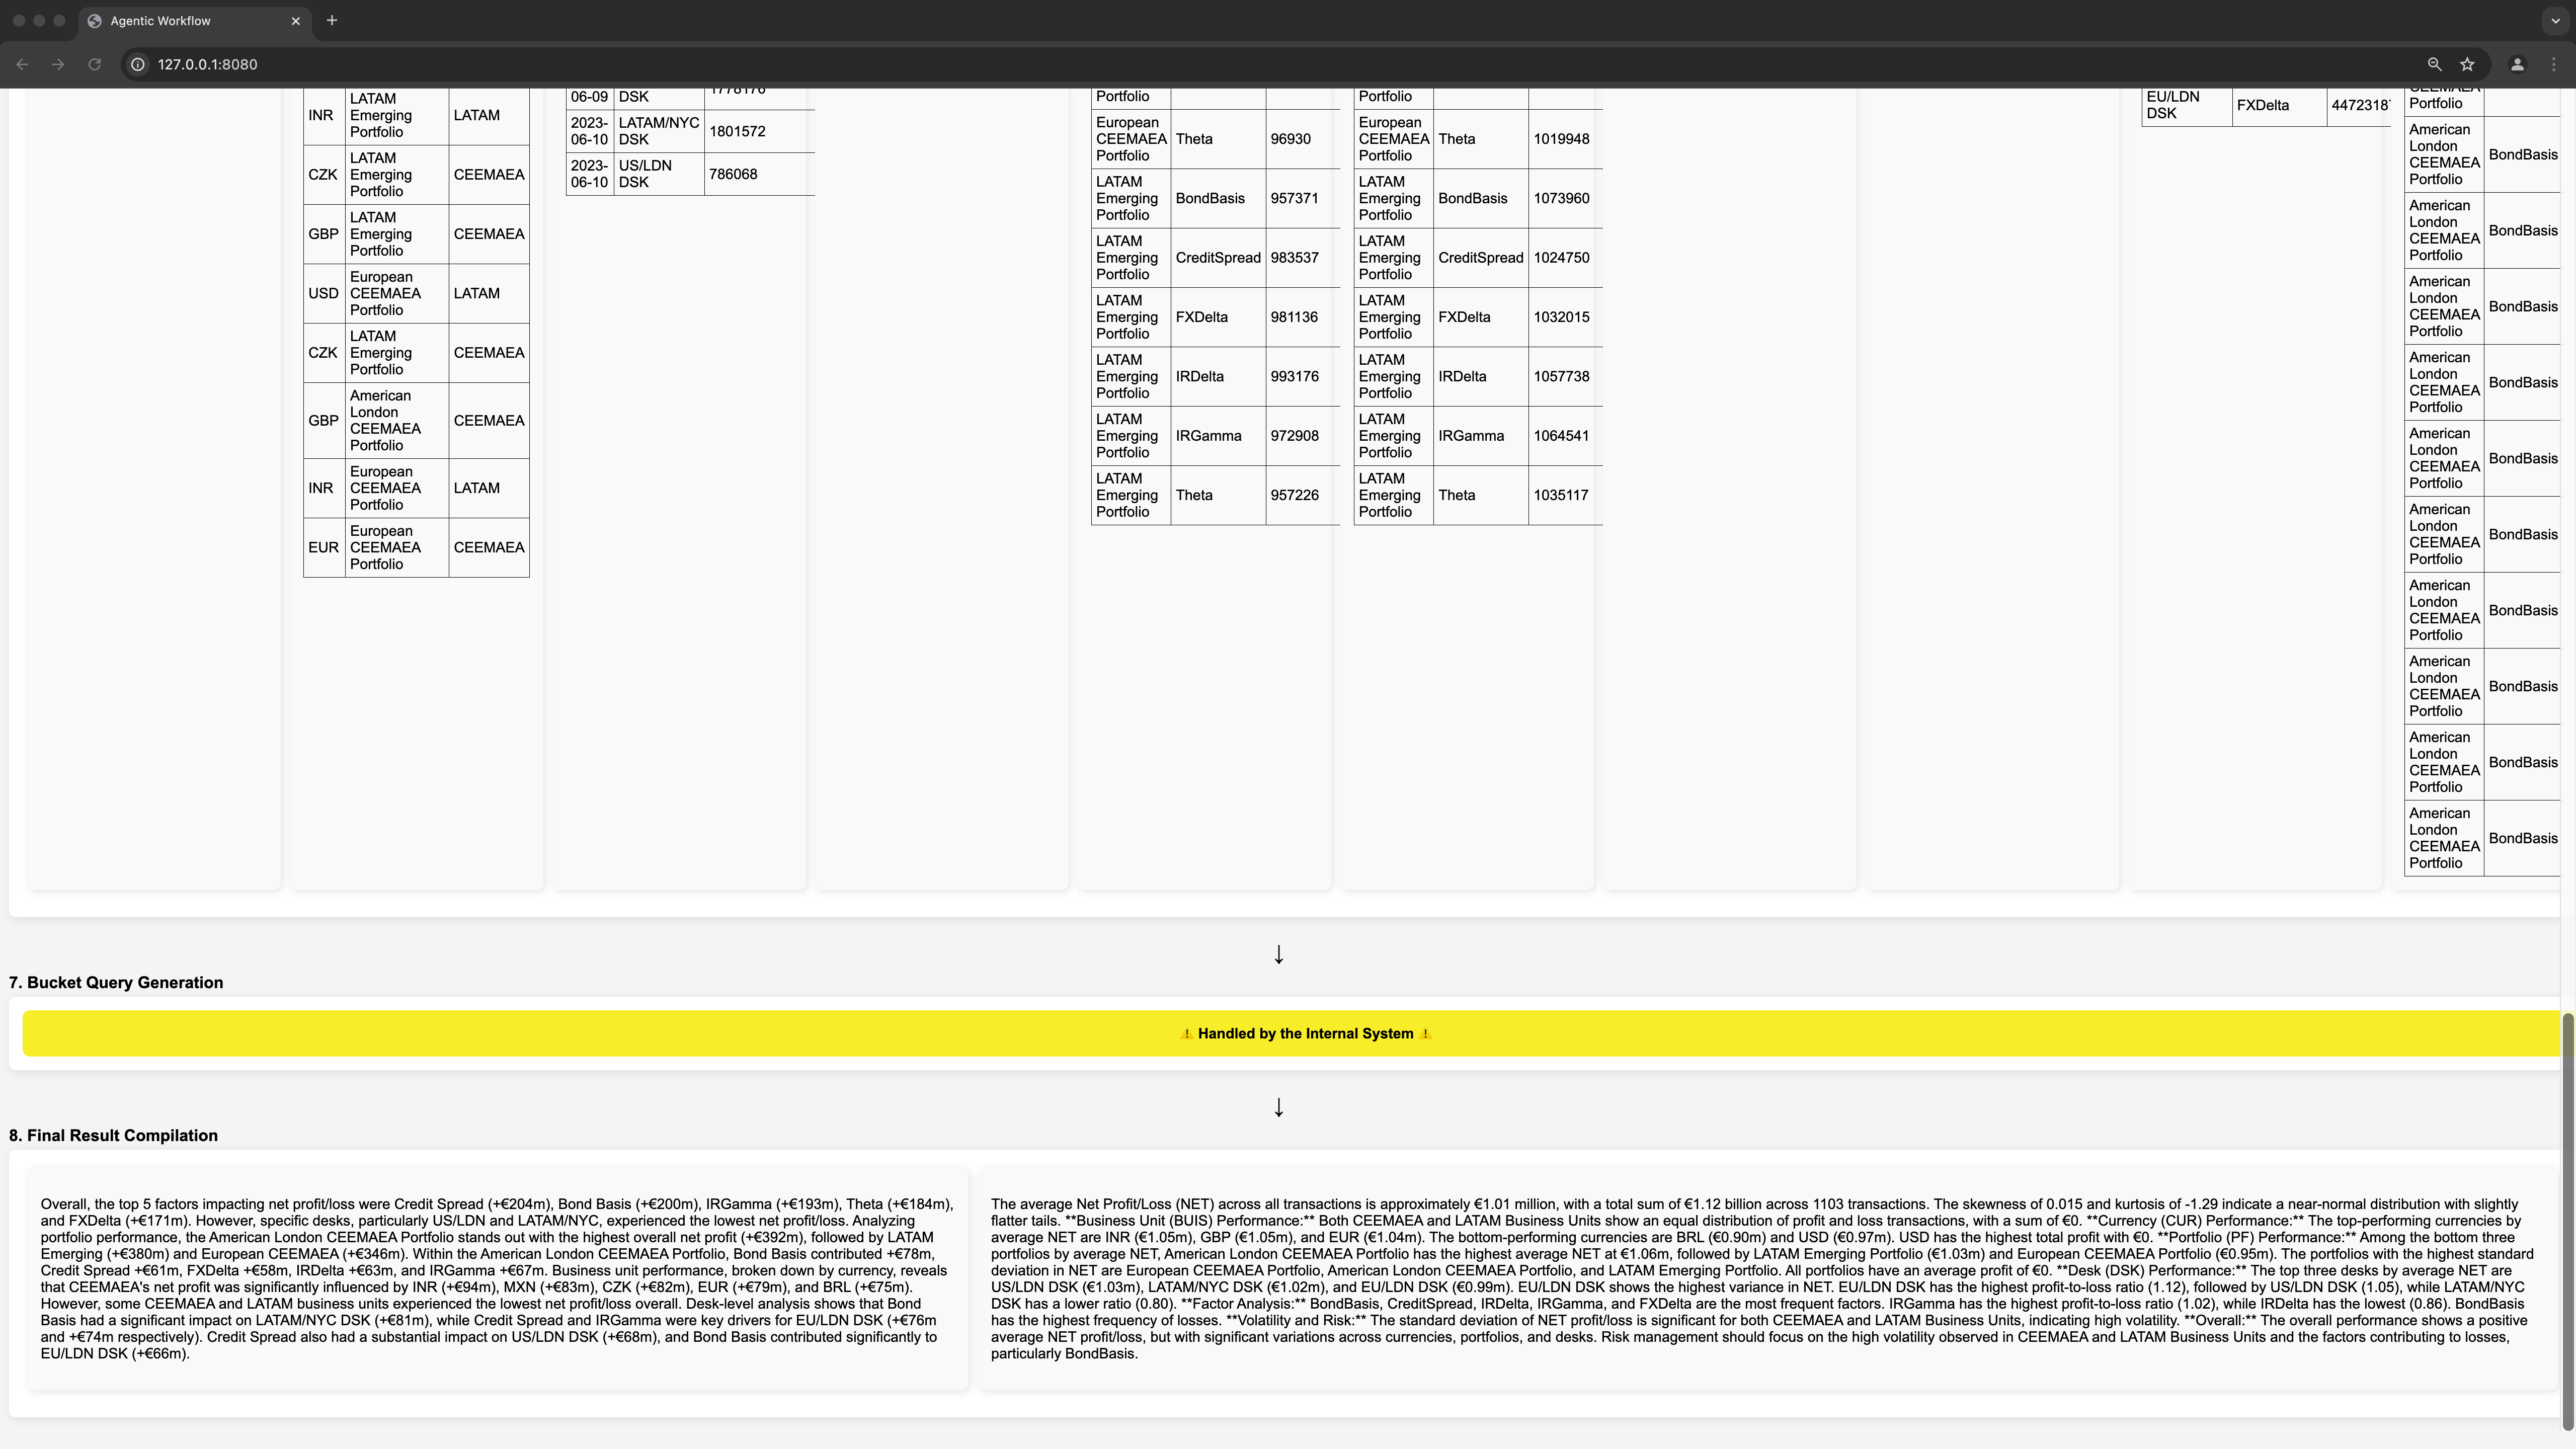 Agentic Workflow
127.0.0.1:8080
INR LATAM Emerging Portfolio LATAM
CZK LATAM Emerging Portfolio CEEMAEA
GBP LATAM Emerging Portfolio CEEMAEA
USD European CEEMAEA Portfolio LATAM
CZK LATAM Emerging Portfolio CEEMAEA
GBP American London CEEMAEA Portfolio CEEMAEA
INR European CEEMAEA Portfolio LATAM
EUR European CEEMAEA Portfolio CEEMAEA
06-09 DSK 1778176
2023-06-10 LATAM/NYC DSK 1801572
2023-06-10 US/LDN DSK 786068
Portfolio
European CEEMAEA Portfolio Theta 96930
LATAM Emerging Portfolio BondBasis 957371
LATAM Emerging Portfolio CreditSpread 983537
LATAM Emerging Portfolio FXDelta 981136
LATAM Emerging Portfolio IRDelta 993176
LATAM Emerging Portfolio IRGamma 972908
LATAM Emerging Portfolio Theta 957226
Portfolio
European CEEMAEA Portfolio Theta 1019948
LATAM Emerging Portfolio BondBasis 1073960
LATAM Emerging Portfolio CreditSpread 1024750
LATAM Emerging Portfolio FXDelta 1032015
LATAM Emerging Portfolio IRDelta 1057738
LATAM Emerging Portfolio IRGamma 1064541
LATAM Emerging Portfolio Theta 1035117
EU/LDN DSK FXDelta
CEEMAEA Portfolio
American London CEEMAEA Portfolio BondBasis
American London CEEMAEA Portfolio BondBasis
American London CEEMAEA Portfolio BondBasis
American London CEEMAEA Portfolio BondBasis
American London CEEMAEA Portfolio BondBasis
American London CEEMAEA Portfolio BondBasis
American London CEEMAEA Portfolio BondBasis
American London CEEMAEA Portfolio BondBasis
American London CEEMAEA Portfolio BondBasis
American London CEEMAEA Portfolio BondBasis
↓
7. Bucket Query Generation
⚠️ Handled by the Internal System ⚠️
↓
8. Final Result Compilation
Overall, the top 5 factors impacting net profit/loss were Credit Spread (+€204m), Bond Basis (+€200m), IRGamma (+€193m), Theta (+€184m),
and FXDelta (+€171m). However, specific desks, particularly US/LDN and LATAM/NYC, experienced the lowest net profit/loss. Analyzing
portfolio performance, the American London CEEMAEA Portfolio stands out with the highest overall net profit (+€392m), followed by LATAM
Emerging (+€380m) and European CEEMAEA (+€346m). Within the American London CEEMAEA Portfolio, Bond Basis contributed +€78m,
Credit Spread +€61m, FXDelta +€58m, IRDelta +€63m, and IRGamma +€67m. Business unit performance, broken down by currency, reveals
that CEEMAEA's net profit was significantly influenced by INR (+€94m), MXN (+€83m), CZK (+€82m), EUR (+€79m), and BRL (+€75m).
However, some CEEMAEA and LATAM business units experienced the lowest net profit/loss overall. Desk-level analysis shows that Bond
Basis had a significant impact on LATAM/NYC DSK (+€81m), while Credit Spread and IRGamma were key drivers for EU/LDN DSK (+€76m
and +€74m respectively). Credit Spread also had a substantial impact on US/LDN DSK (+€68m), and Bond Basis contributed significantly to
EU/LDN DSK (+€66m).
The average Net Profit/Loss (NET) across all transactions is approximately €1.01 million, with a total sum of €1.12 billion across 1103 transactions. The skewness of 0.015 and kurtosis of -1.29 indicate a near-normal distribution with slightly
flatter tails. **Business Unit (BUIS) Performance:** Both CEEMAEA and LATAM Business Units show an equal distribution of profit and loss transactions, with a sum of €0. **Currency (CUR) Performance:** The top-performing currencies by
average NET are INR (€1.05m), GBP (€1.05m), and EUR (€1.04m). The bottom-performing currencies are BRL (€0.90m) and USD (€0.97m). USD has the highest total profit with €0. **Portfolio (PF) Performance:** Among the bottom three
portfolios by average NET, American London CEEMAEA Portfolio has the highest average NET at €1.06m, followed by LATAM Emerging Portfolio (€1.03m) and European CEEMAEA Portfolio (€0.95m). The portfolios with the highest standard
deviation in NET are European CEEMAEA Portfolio, American London CEEMAEA Portfolio, and LATAM Emerging Portfolio. All portfolios have an average profit of €0. **Desk (DSK) Performance:** The top three desks by average NET are
US/LDN DSK (€1.03m), LATAM/NYC DSK (€1.02m), and EU/LDN DSK (€0.99m). EU/LDN DSK shows the highest variance in NET. EU/LDN DSK has the highest profit-to-loss ratio (1.12), followed by US/LDN DSK (1.05), while LATAM/NYC
DSK has a lower ratio (0.80). **Factor Analysis:** BondBasis, CreditSpread, IRDelta, IRGamma, and FXDelta are the most frequent factors. IRGamma has the highest profit-to-loss ratio (1.02), while IRDelta has the lowest (0.86). BondBasis
has the highest frequency of losses. **Volatility and Risk:** The standard deviation of NET profit/loss is significant for both CEEMAEA and LATAM Business Units, indicating high volatility. **Overall:** The overall performance shows a positive
average NET profit/loss, but with significant variations across currencies, portfolios, and desks. Risk management should focus on the high volatility observed in CEEMAEA and LATAM Business Units and the factors contributing to losses,
particularly BondBasis.